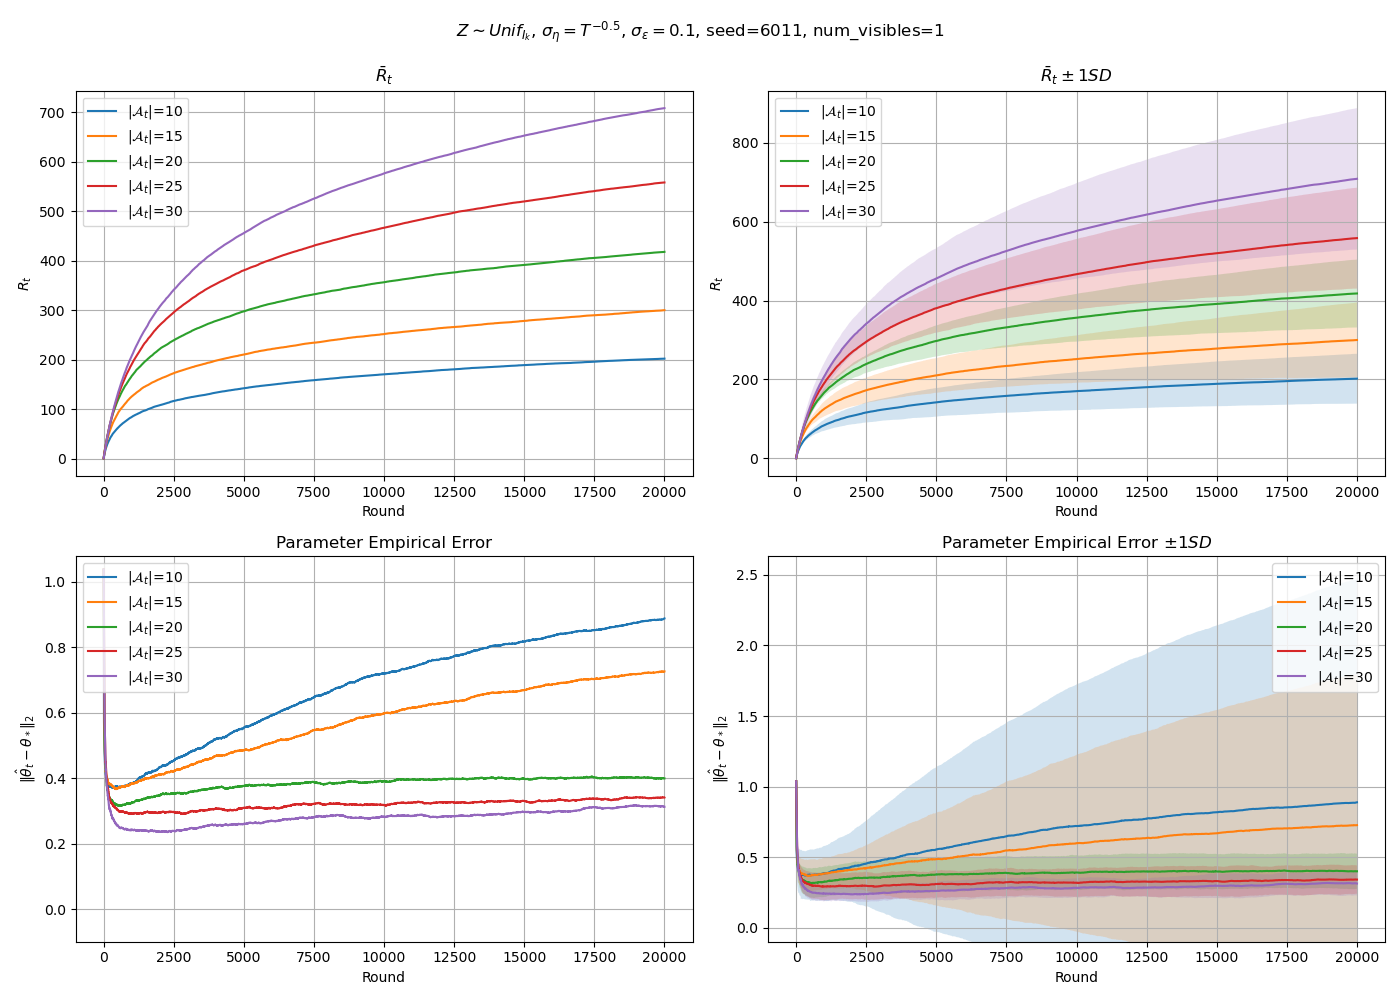 Z ∼ Unif_{I_k}, σ_η = T^{−0.5}, σ_ε = 0.1, seed=6011, num_visibles=1
R̄_t
700
600
500
400
300
200
100
0
R_t
|𝒜_t|=10
|𝒜_t|=15
|𝒜_t|=20
|𝒜_t|=25
|𝒜_t|=30
0 2500 5000 7500 10000 12500 15000 17500 20000
Round
R̄_t ± 1SD
800
600
400
200
0
R_t
|𝒜_t|=10
|𝒜_t|=15
|𝒜_t|=20
|𝒜_t|=25
|𝒜_t|=30
0 2500 5000 7500 10000 12500 15000 17500 20000
Round
Parameter Empirical Error
1.0
0.8
0.6
0.4
0.2
0.0
‖θ̂_t − θ_*‖_2
|𝒜_t|=10
|𝒜_t|=15
|𝒜_t|=20
|𝒜_t|=25
|𝒜_t|=30
0 2500 5000 7500 10000 12500 15000 17500 20000
Round
Parameter Empirical Error ±1SD
2.5
2.0
1.5
1.0
0.5
0.0
‖θ̂_t − θ_*‖_2
|𝒜_t|=10
|𝒜_t|=15
|𝒜_t|=20
|𝒜_t|=25
|𝒜_t|=30
0 2500 5000 7500 10000 12500 15000 17500 20000
Round